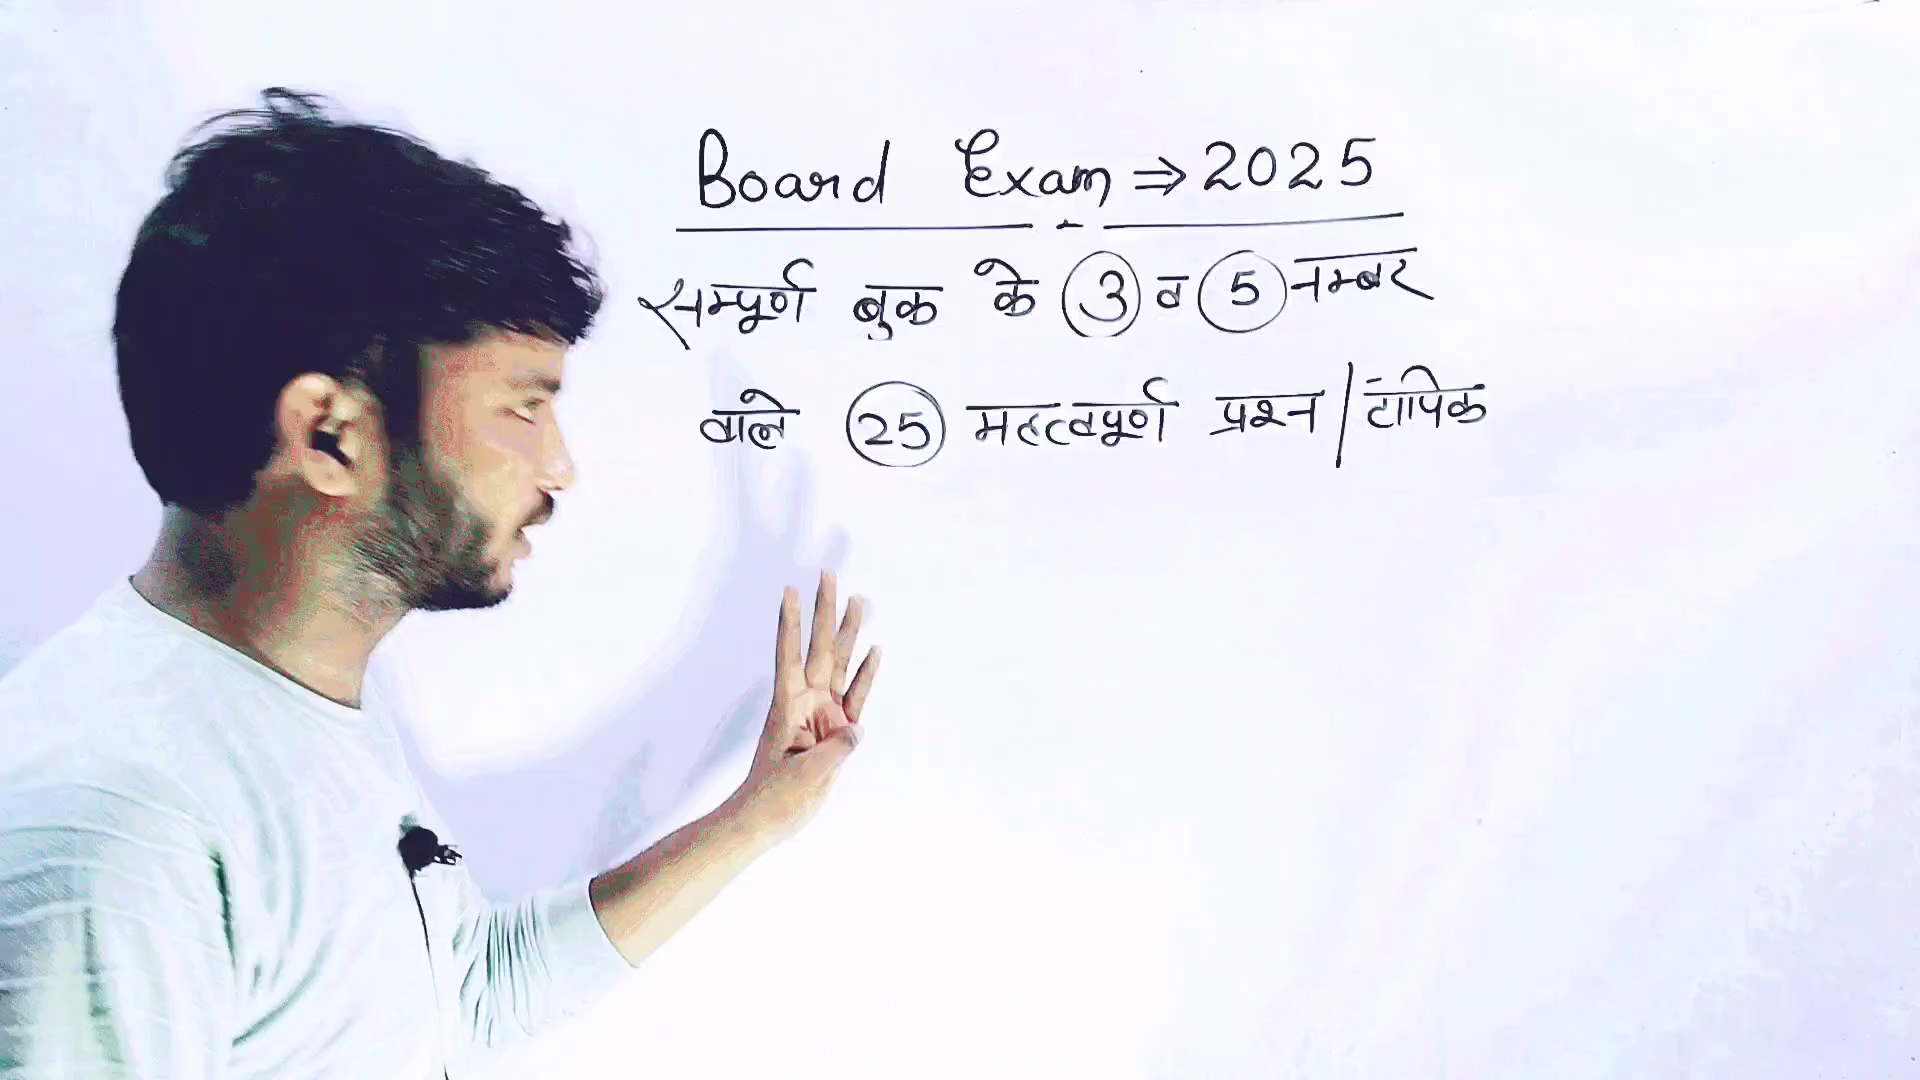 Board Exam ⇒ 2025
सम्पूर्ण बुक के 3 व 5 नम्बर
वाले 25 महत्वपूर्ण प्रश्न / टॉपिक